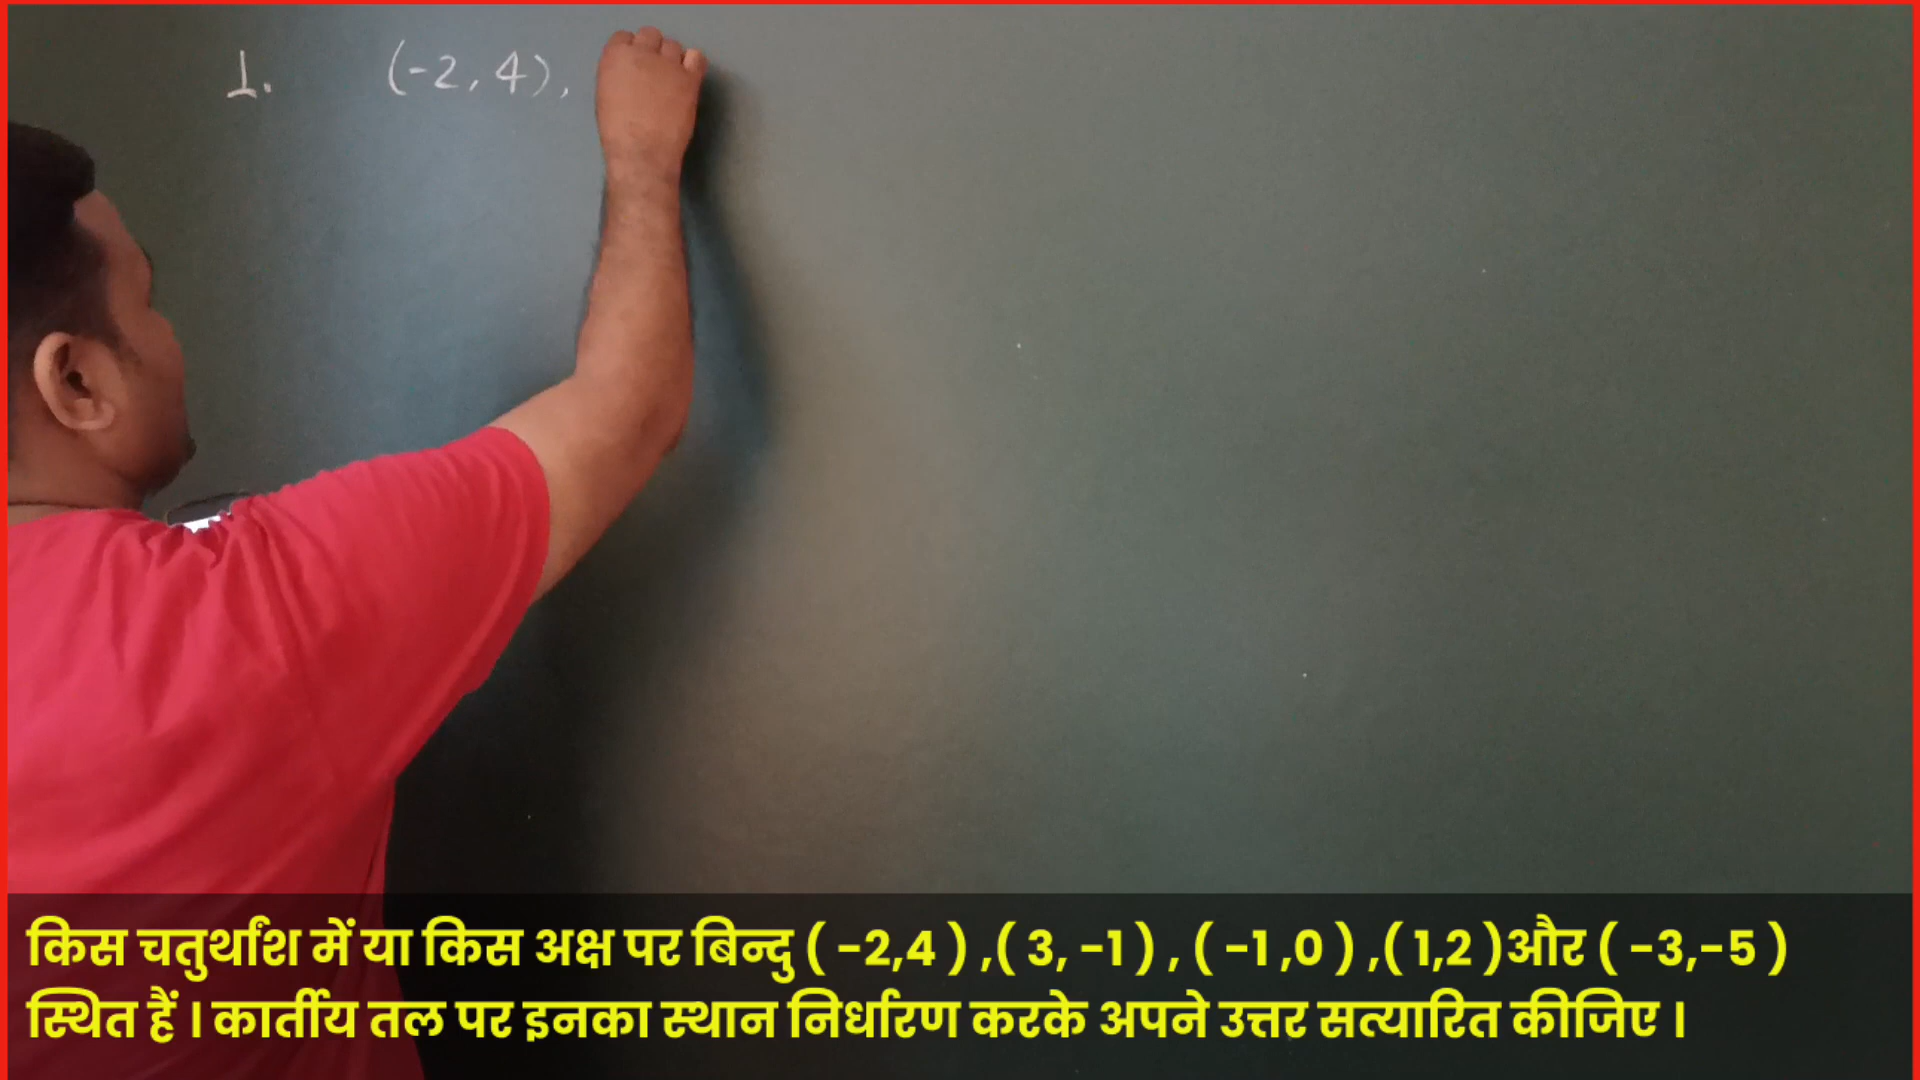 1. (-2, 4),
किस चतुर्थांश में या किस अक्ष पर बिन्दु ( -2,4 ) ,( 3, -1 ) , ( -1 ,0 ) ,( 1,2 )और ( -3,-5 )
स्थित हैं । कार्तीय तल पर इनका स्थान निर्धारण करके अपने उत्तर सत्यारित कीजिए ।